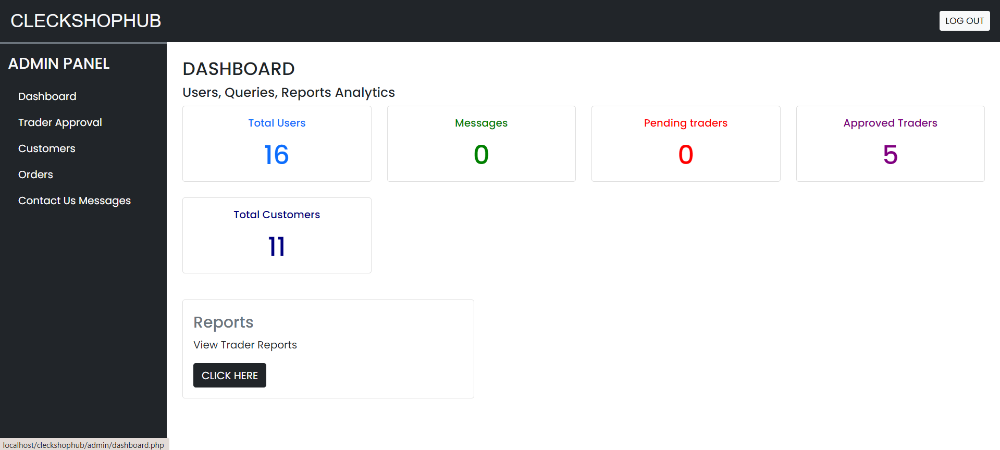 CLECKSHOPHUB
LOG OUT
ADMIN PANEL
Dashboard
Trader Approval
Customers
Orders
Contact Us Messages
DASHBOARD
Users, Queries, Reports Analytics
Total Users
16
Messages
0
Pending traders
0
Approved Traders
5
Total Customers
11
Reports
View Trader Reports
CLICK HERE
localhost/cleckshophub/admin/dashboard.php